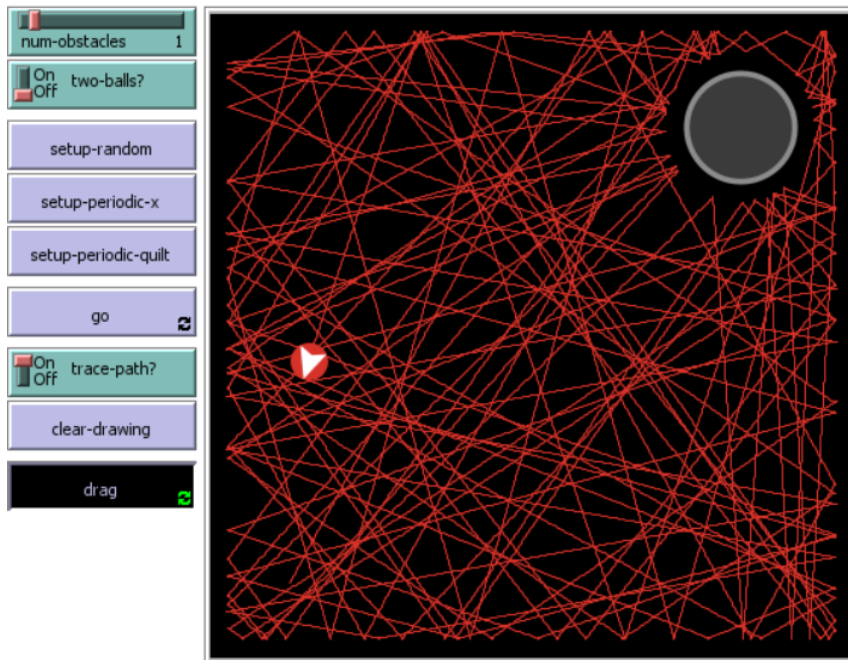 num-obstacles 1
On
Off
two-balls?
setup-random
setup-periodic-x
setup-periodic-quilt
go
On
Off
trace-path?
clear-drawing
drag